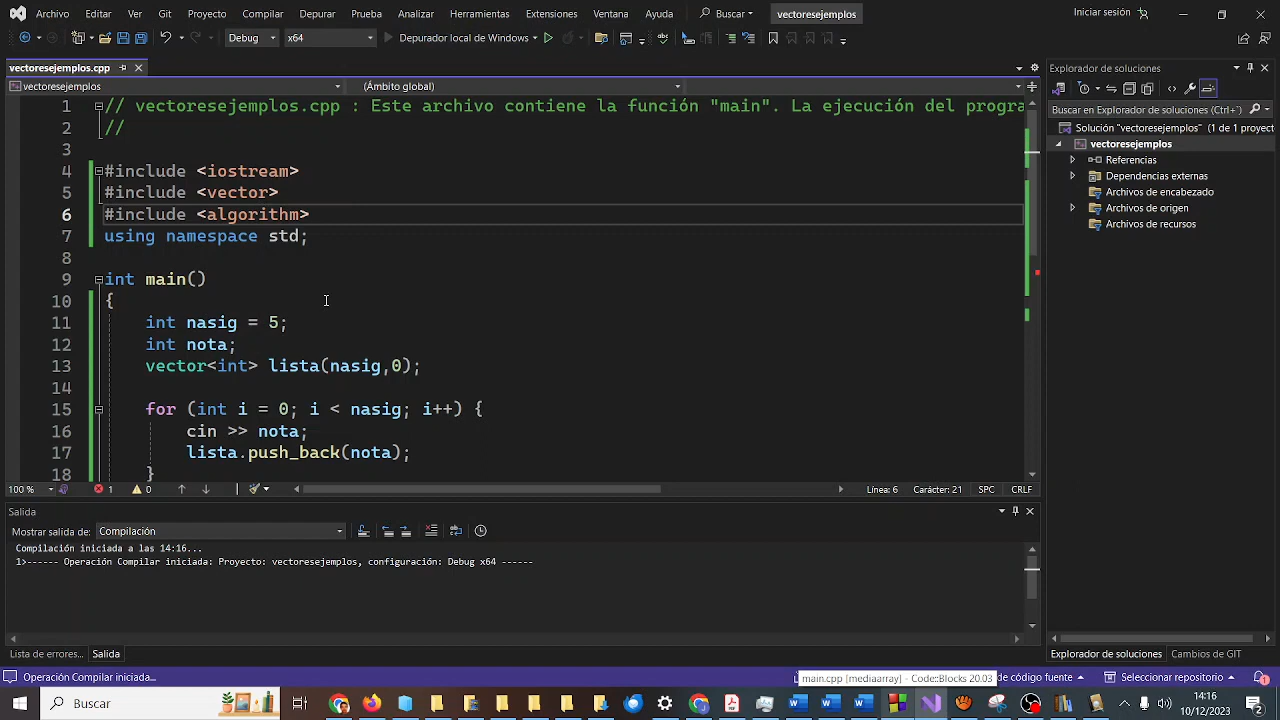 Archivo Editar Ver Git Proyecto Compilar Depurar Prueba Analizar Herramientas Extensiones Ventana Ayuda Buscar vectoresejemplos Iniciar sesión
Debug x64 Depurador local de Windows
vectoresejemplos.cpp
vectoresejemplos (Ámbito global)
1 // vectoresejemplos.cpp : Este archivo contiene la función "main". La ejecución del progra
2 //
3
4 #include <iostream>
5 #include <vector>
6 #include <algorithm>
7 using namespace std;
8
9 int main()
10 {
11 int nasig = 5;
12 int nota;
13 vector<int> lista(nasig,0);
14
15 for (int i = 0; i < nasig; i++) {
16 cin >> nota;
17 lista.push_back(nota);
18 }
100 % 1 0 Línea: 6 Carácter: 21 SPC CRLF
Salida
Mostrar salida de: Compilación
Compilación iniciada a las 14:16...
1>------ Operación Compilar iniciada: Proyecto: vectoresejemplos, configuración: Debug x64 ------
Lista de errores... Salida
Explorador de soluciones
Buscar en Explorador de soluciones (Ctrl+)
Solución "vectoresejemplos" (1 de 1 proyect
vectoresejemplos
Referencias
Dependencias externas
Archivos de encabezado
Archivos de origen
Archivos de recursos
Explorador de soluciones Cambios de GIT
Operación Compilar iniciada... de código fuente Seleccionar repositorio
main.cpp [mediaarray] - Code::Blocks 20.03
Buscar
14:16
10/12/2023